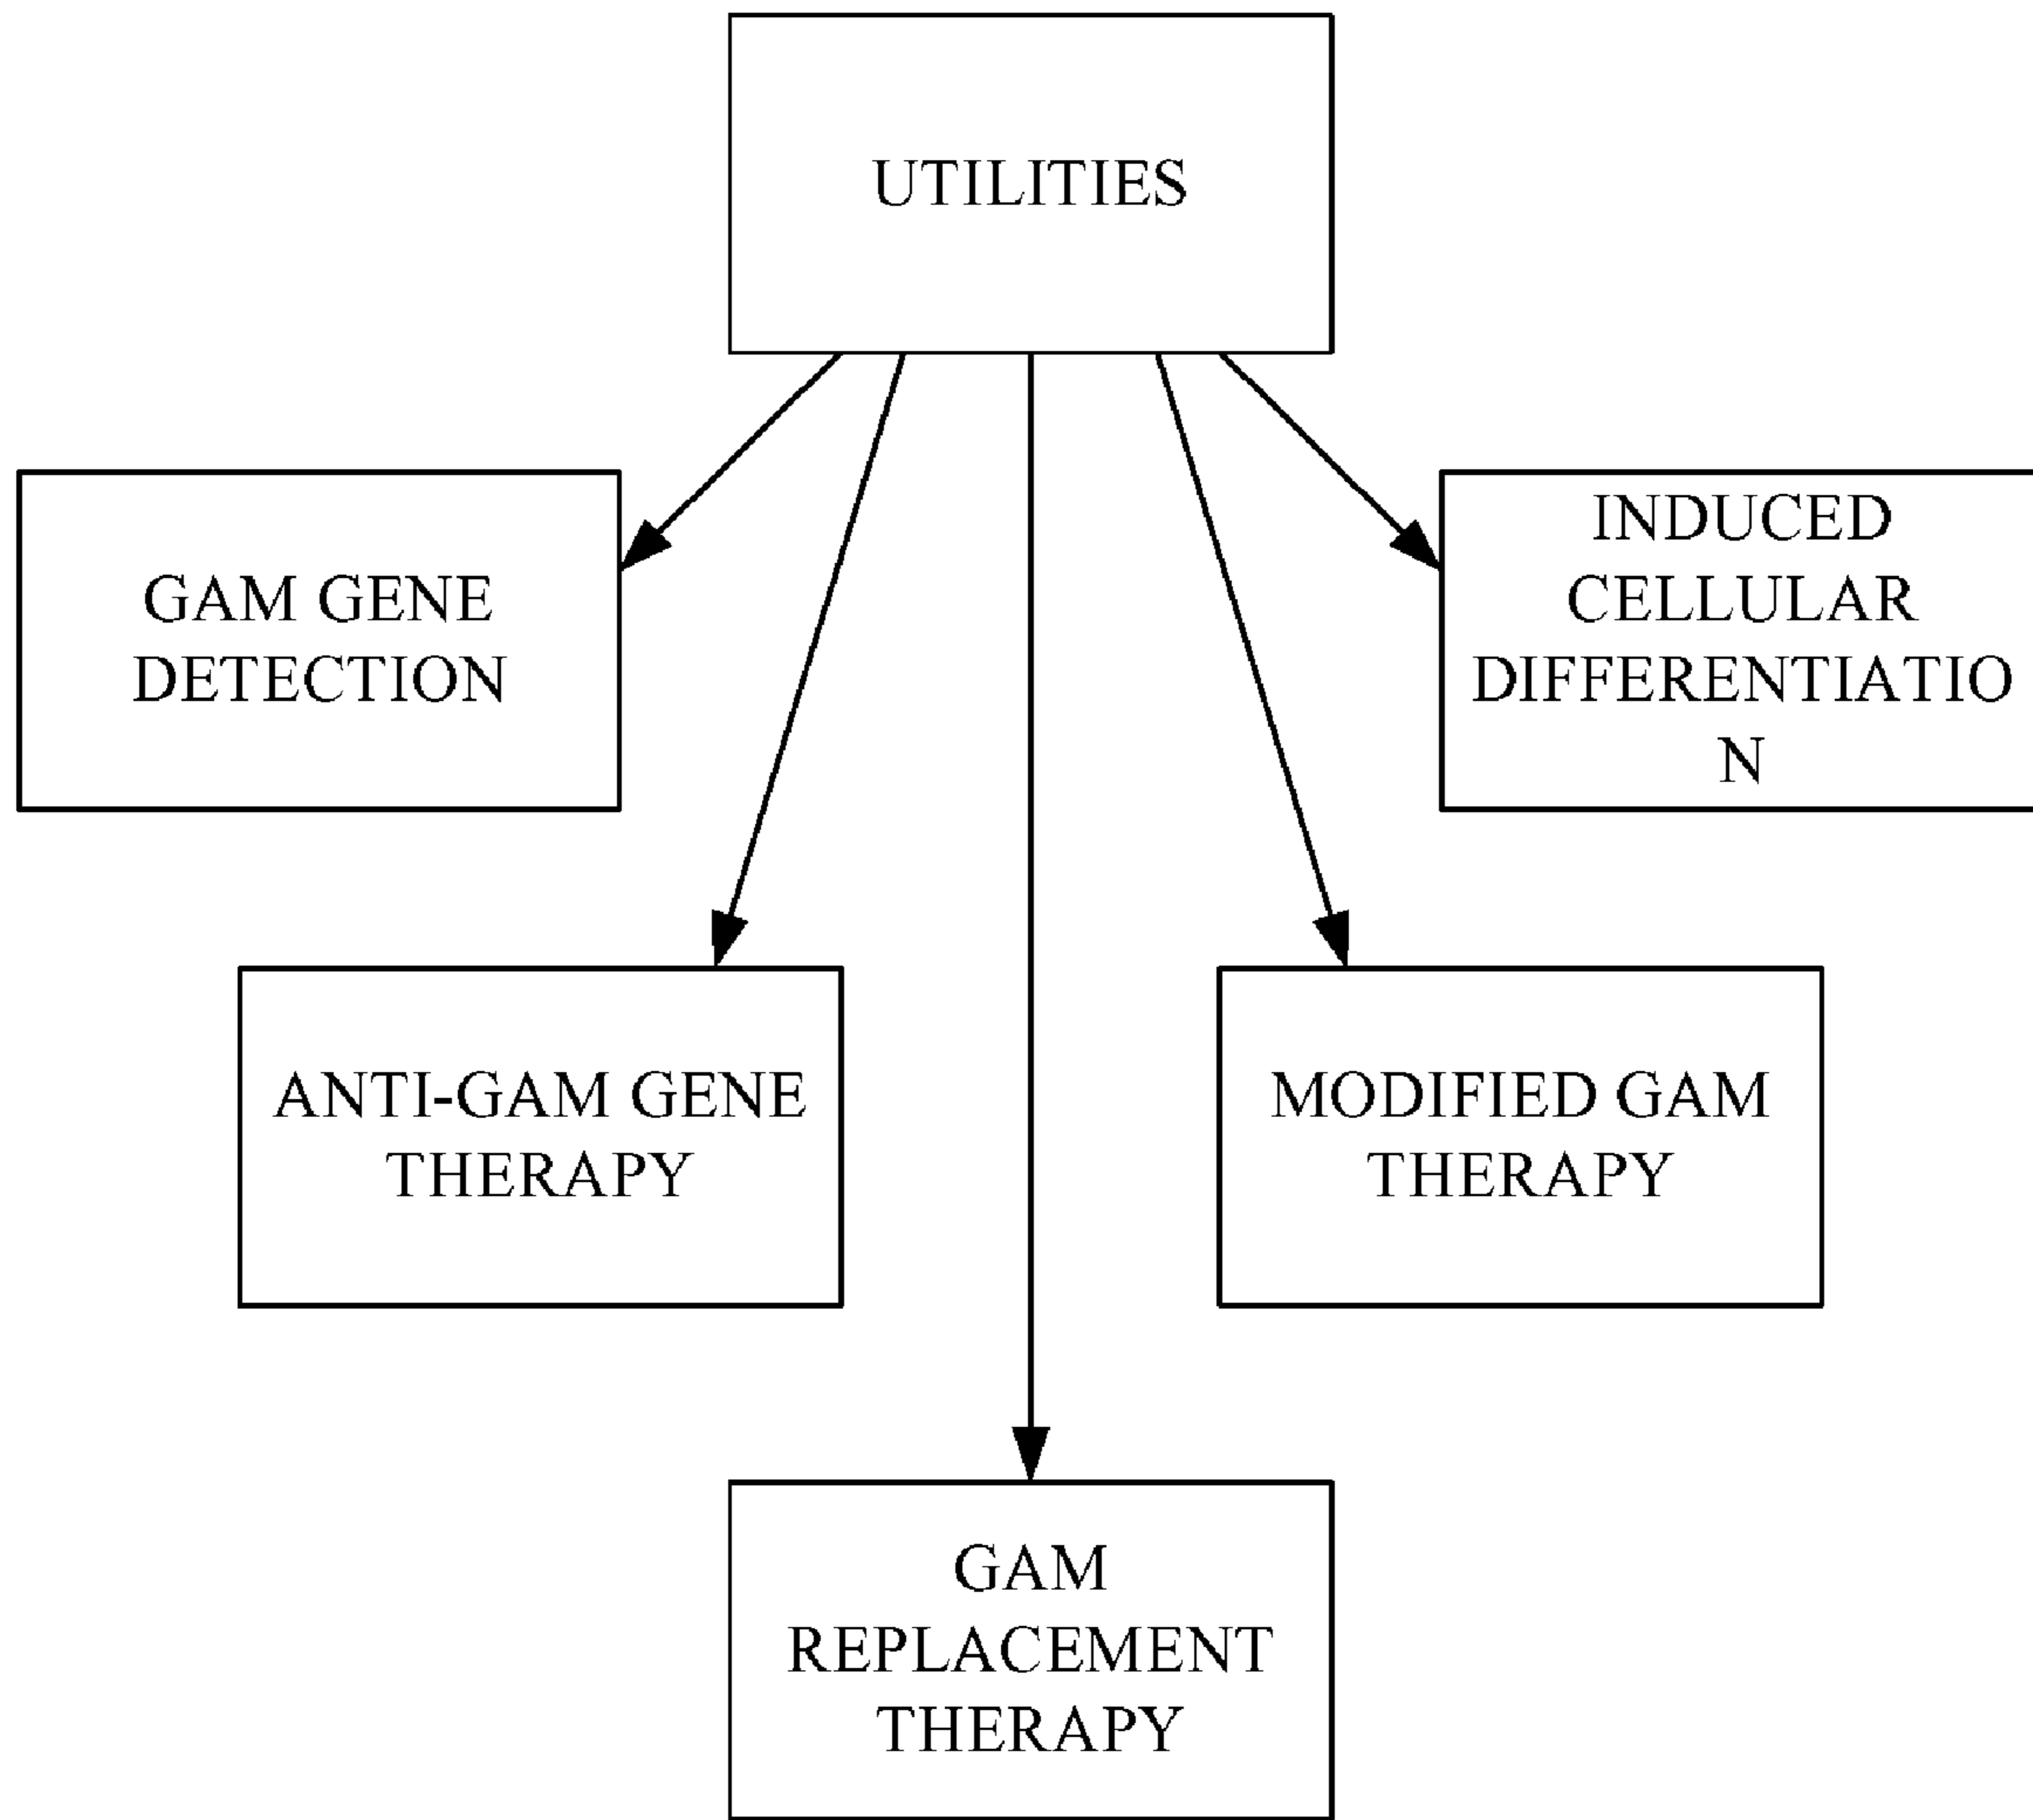 UTILITIES
GAM GENE
DETECTION
INDUCED
CELLULAR
DIFFERENTIATIO
N
ANTI-GAM GENE
THERAPY
MODIFIED GAM
THERAPY
GAM
REPLACEMENT
THERAPY